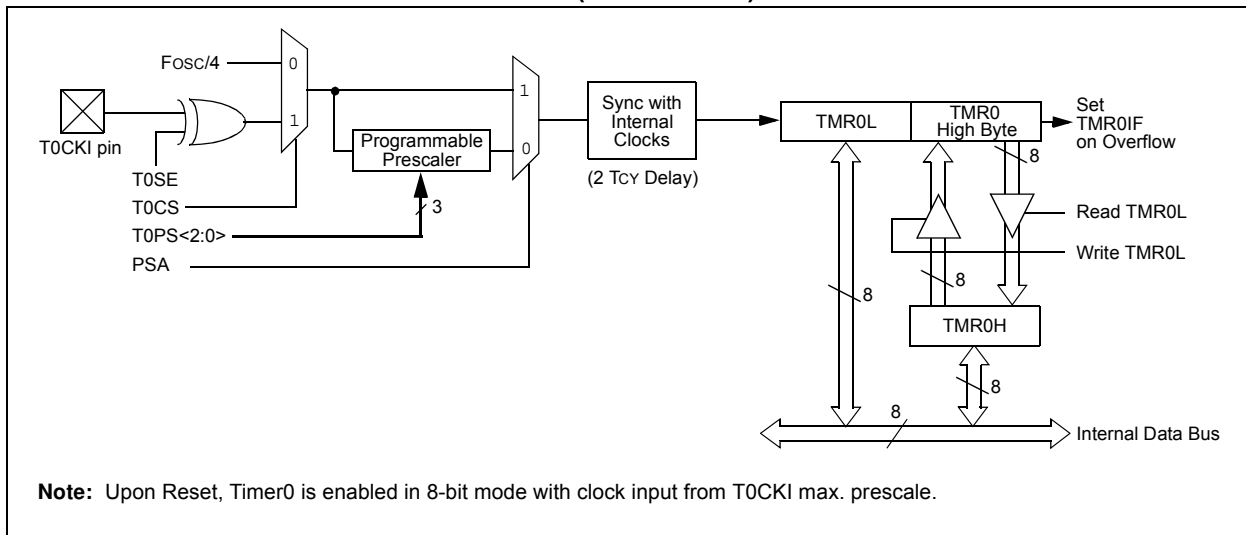 FOSC/4
0
1
T0CKI pin
T0SE
T0CS
T0PS<2:0>
PSA
Programmable
Prescaler
3
1
0
Sync with
Internal
Clocks
(2 TCY Delay)
TMR0L
TMR0
High Byte
Set
TMR0IF
on Overflow
8
Read TMR0L
Write TMR0L
8
8
TMR0H
8
8
Internal Data Bus
Note: Upon Reset, Timer0 is enabled in 8-bit mode with clock input from T0CKI max. prescale.